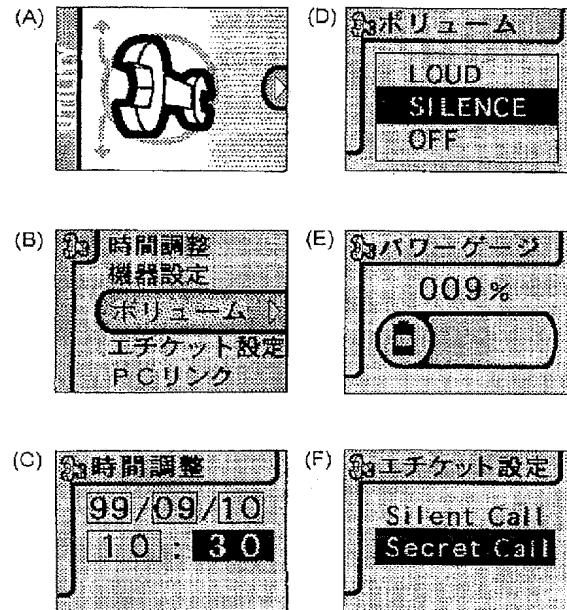 (A)
(D)
ボリューム
LOUD
SILENCE
OFF
(B)
時間調整
機器設定
ボリューム
エチケット設定
PCリンク
(E)
パワーゲージ
009%
(C)
時間調整
99/09/10
10:30
(F)
エチケット設定
Silent Call
Secret Call